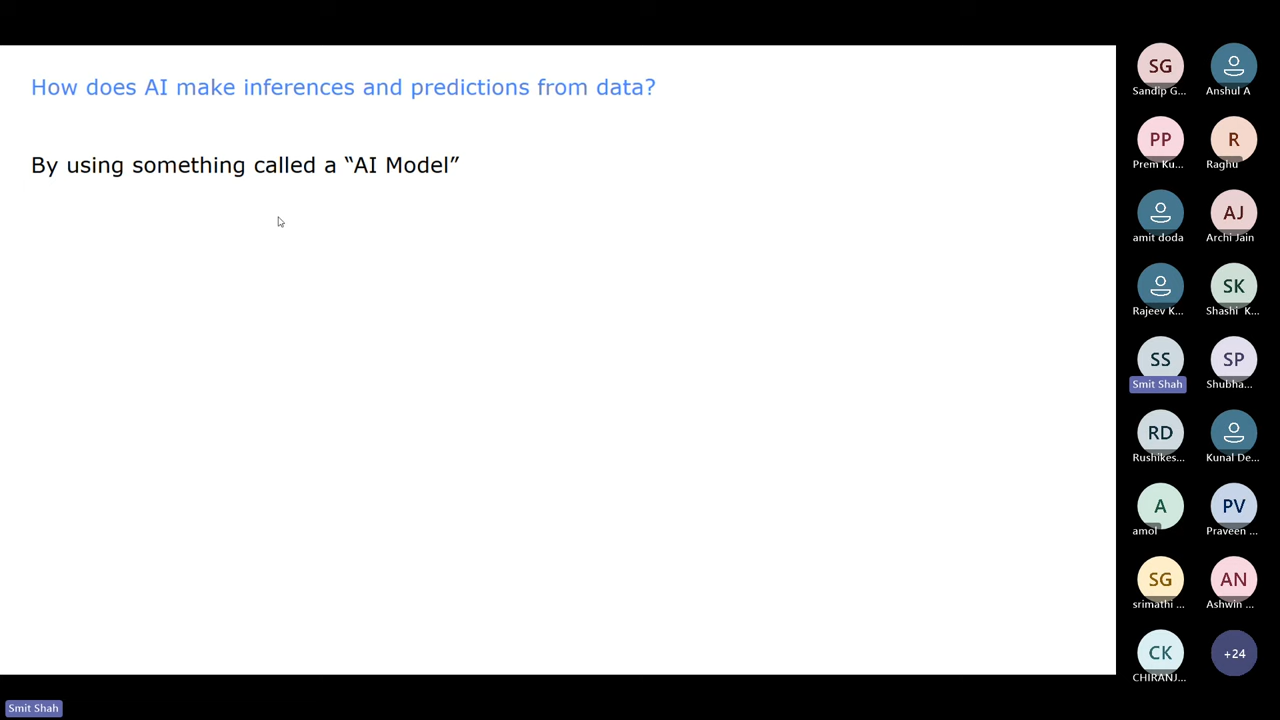 How does AI make inferences and predictions from data?
By using something called a “AI Model”
SG
Sandip G...
Anshul A
PP
Prem Ku...
R
Raghu
amit doda
AJ
Archi Jain
Rajeev K...
SK
Shashi K...
SS
Smit Shah
SP
Shubha...
RD
Rushikes...
Kunal De...
A
amol
PV
Praveen ...
SG
srimathi ...
AN
Ashwin ...
CK
CHIRANJ...
+24
Smit Shah